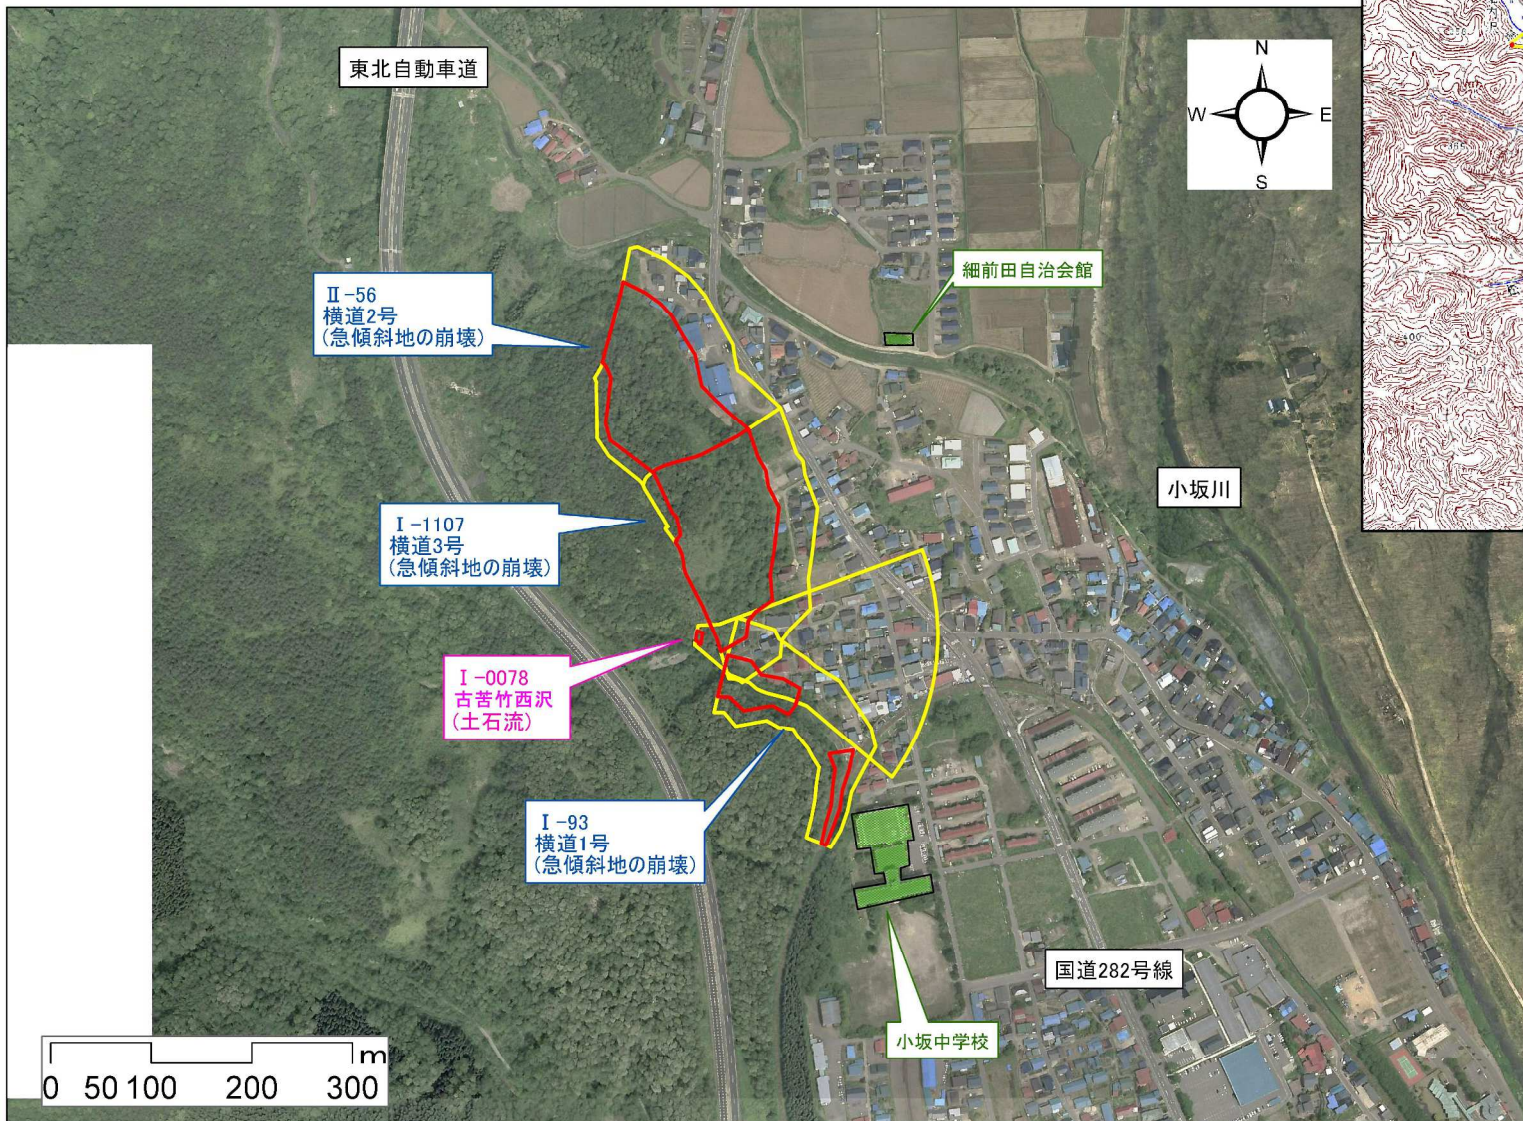 東北自動車道
N
W
E
S
細前田自治会館
Ⅱ-56
横道2号
(急傾斜地の崩壊)
小坂川
Ⅰ-1107
横道3号
(急傾斜地の崩壊)
Ⅰ-0078
古苦竹西沢
(土石流)
Ⅰ-93
横道1号
(急傾斜地の崩壊)
国道282号線
小坂中学校
m
0 50 100 200 300